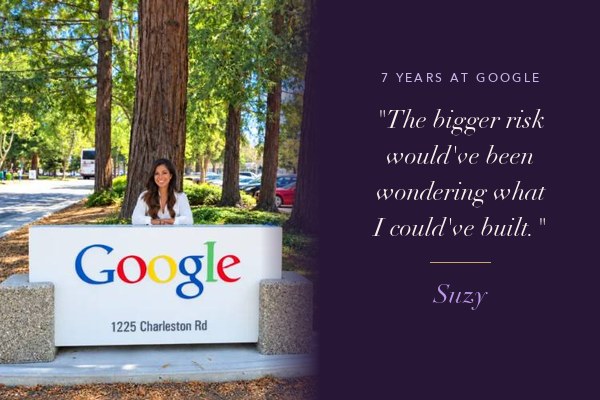 Google
1225 Charleston Rd
7 YEARS AT GOOGLE
"The bigger risk
would've been
wondering what
I could've built."
Suzy